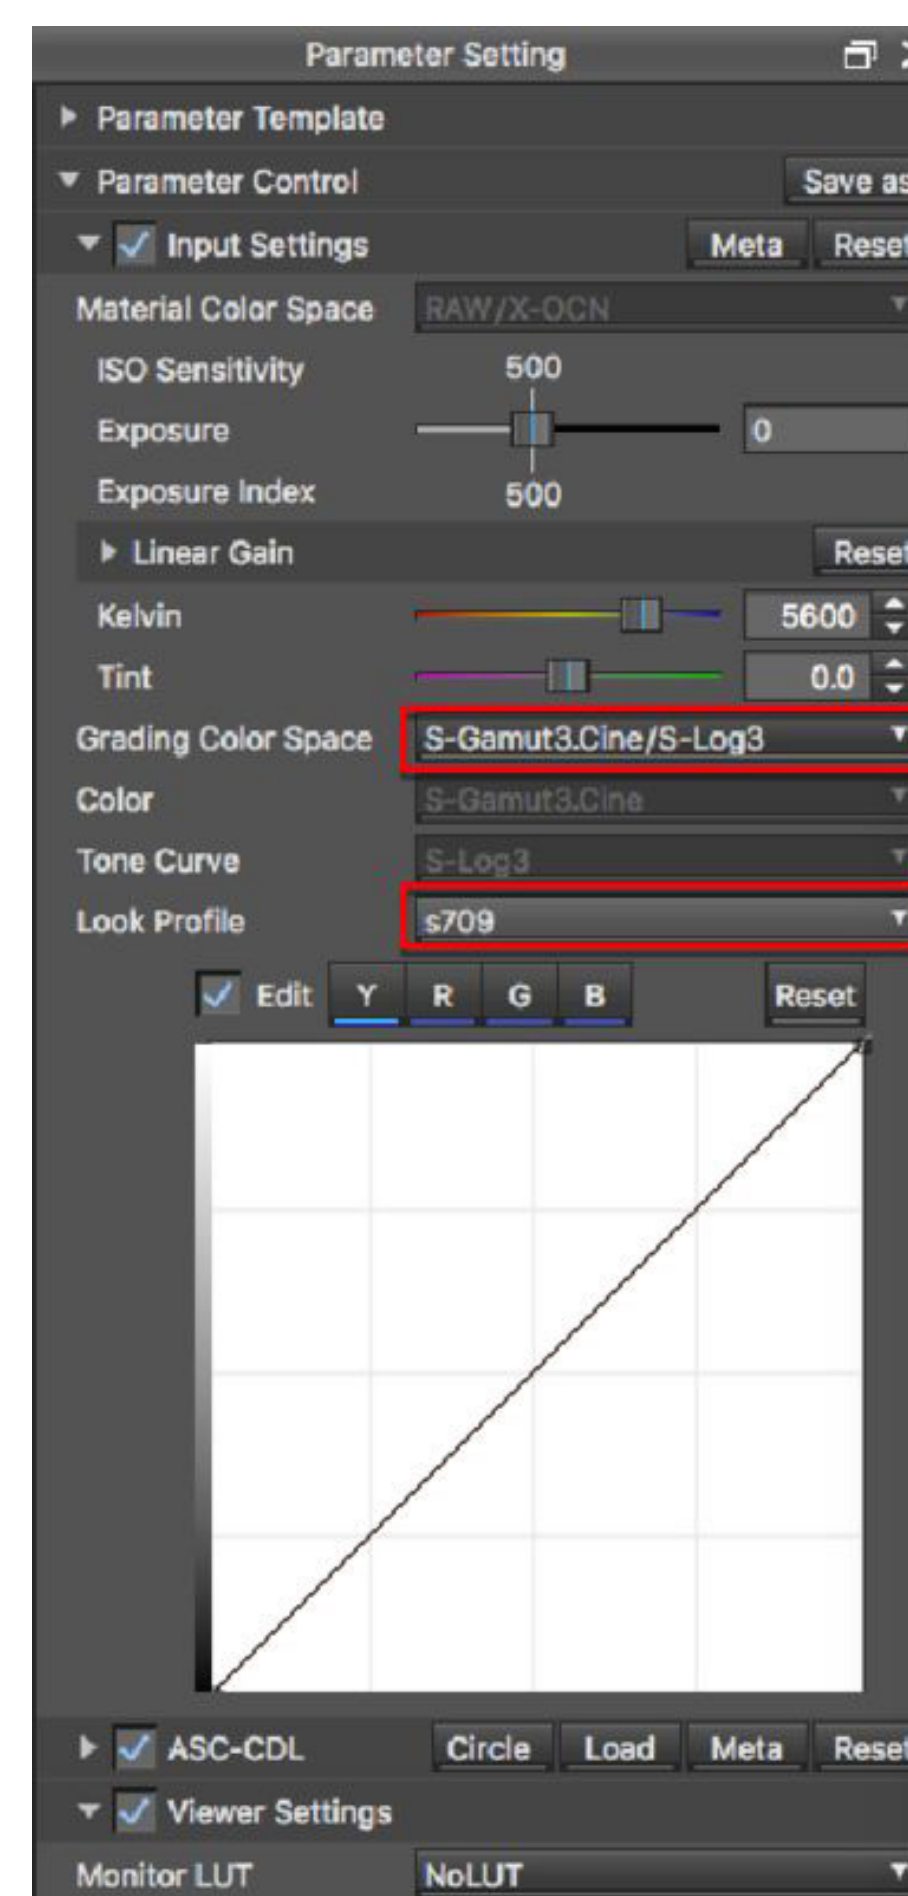 Parameter Setting
Parameter Template
Parameter Control Save as
Input Settings Meta Reset
Material Color Space RAW/X-OCN
ISO Sensitivity 500
Exposure 0
Exposure Index 500
Linear Gain Reset
Kelvin 5600
Tint 0.0
Grading Color Space S-Gamut3.Cine/S-Log3
Color S-Gamut3.Cine
Tone Curve S-Log3
Look Profile s709
Edit Y R G B Reset
ASC-CDL Circle Load Meta Reset
Viewer Settings
Monitor LUT NoLUT